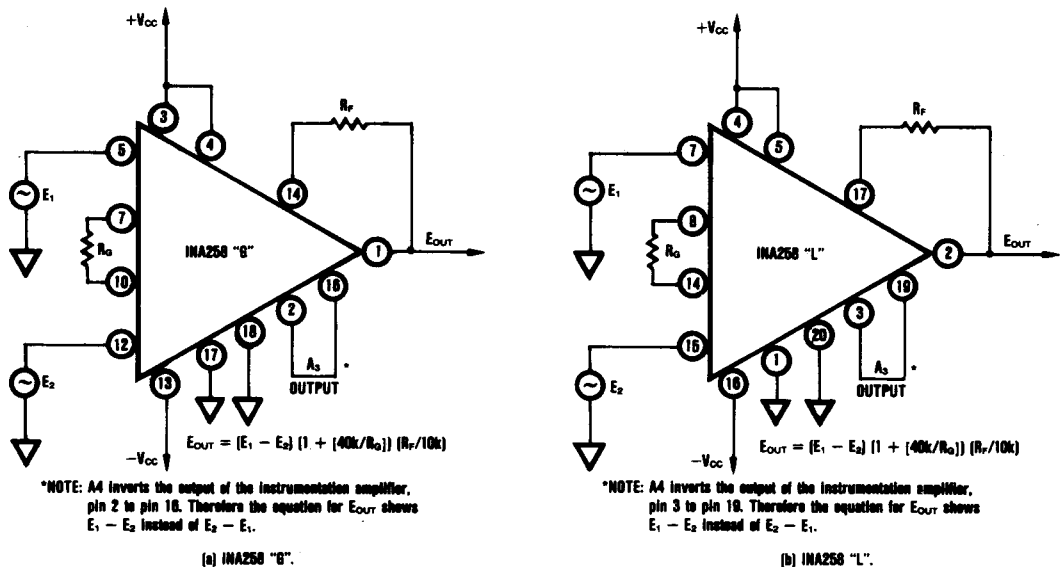 +VCC
3
4
RF
5
14
E1
7
RG
INA258 "G"
1
EOUT
10
16
2
18
12
17
A3
*
E2
13
OUTPUT
EOUT = (E1 − E2) (1 + [40k/RG]) (RF/10k)
−VCC
*NOTE: A4 inverts the output of the instrumentation amplifier,
pin 2 to pin 16. Therefore the equation for EOUT shows
E1 − E2 instead of E2 − E1.
(a) INA258 "G".
+VCC
4
5
RF
7
17
E1
9
RG
INA258 "L"
2
EOUT
14
19
3
20
15
1
A3
*
E2
16
OUTPUT
EOUT = (E1 − E2) (1 + [40k/RG]) (RF/10k)
−VCC
*NOTE: A4 inverts the output of the instrumentation amplifier,
pin 3 to pin 19. Therefore the equation for EOUT shows
E1 − E2 instead of E2 − E1.
(b) INA258 "L".